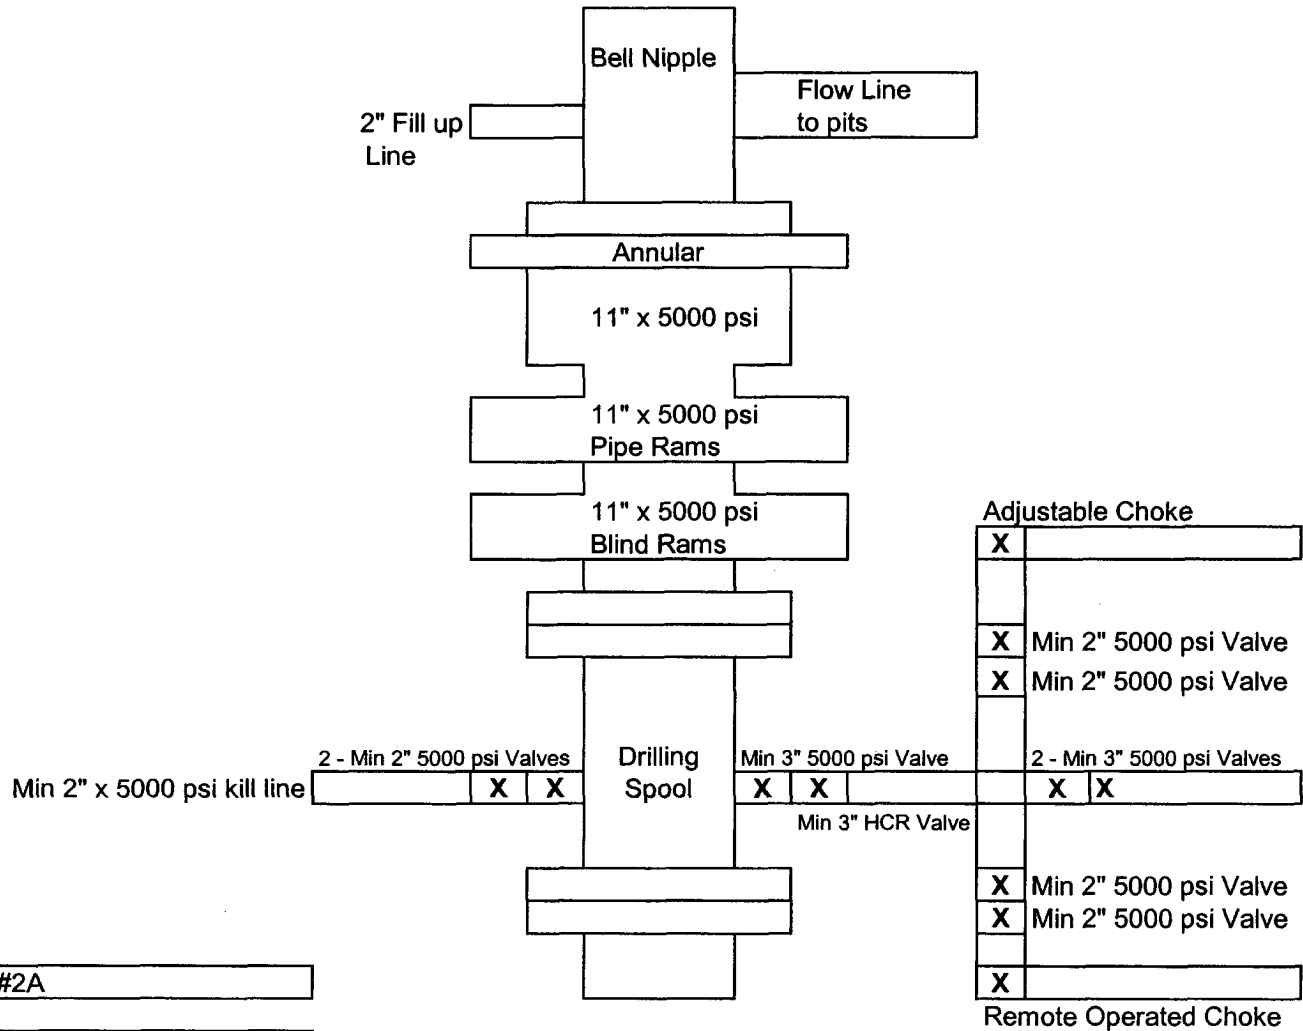 Bell Nipple
Flow Line
to pits
2" Fill up
Line
Annular
11" x 5000 psi
11" x 5000 psi
Pipe Rams
11" x 5000 psi
Blind Rams
Adjustable Choke
X
X Min 2" 5000 psi Valve
X Min 2" 5000 psi Valve
2 - Min 2" 5000 psi Valves
Drilling
Spool
Min 3" 5000 psi Valve
2 - Min 3" 5000 psi Valves
Min 2" x 5000 psi kill line
X X
X X
X X
Min 3" HCR Valve
X Min 2" 5000 psi Valve
X Min 2" 5000 psi Valve
#2A
X
Remote Operated Choke